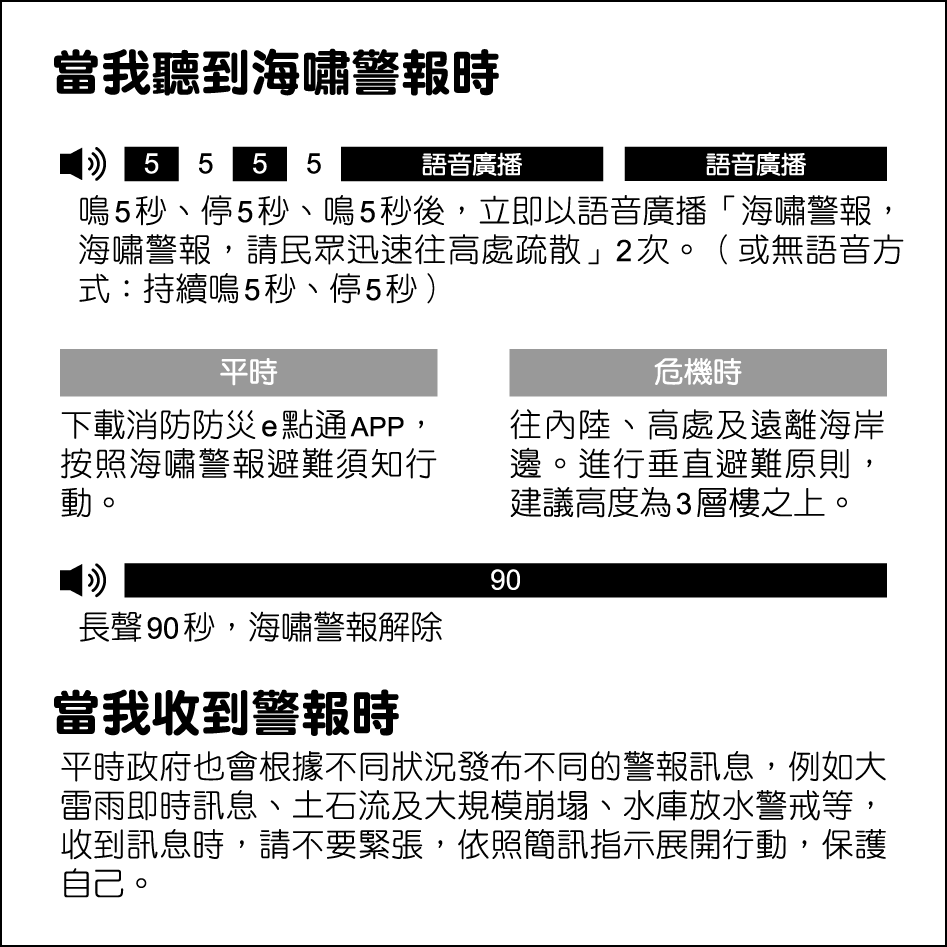 當我聽到海嘯警報時
5 5 5 5 語音廣播 語音廣播
鳴5秒、停5秒、鳴5秒後，立即以語音廣播「海嘯警報，
海嘯警報，請民眾迅速往高處疏散」2次。（或無語音方
式：持續鳴5秒、停5秒）
平時
下載消防防災e點通APP，
按照海嘯警報避難須知行
動。
危機時
往內陸、高處及遠離海岸
邊。進行垂直避難原則，
建議高度為3層樓之上。
90
長聲90秒，海嘯警報解除
當我收到警報時
平時政府也會根據不同狀況發布不同的警報訊息，例如大
雷雨即時訊息、土石流及大規模崩塌、水庫放水警戒等，
收到訊息時，請不要緊張，依照簡訊指示展開行動，保護
自己。